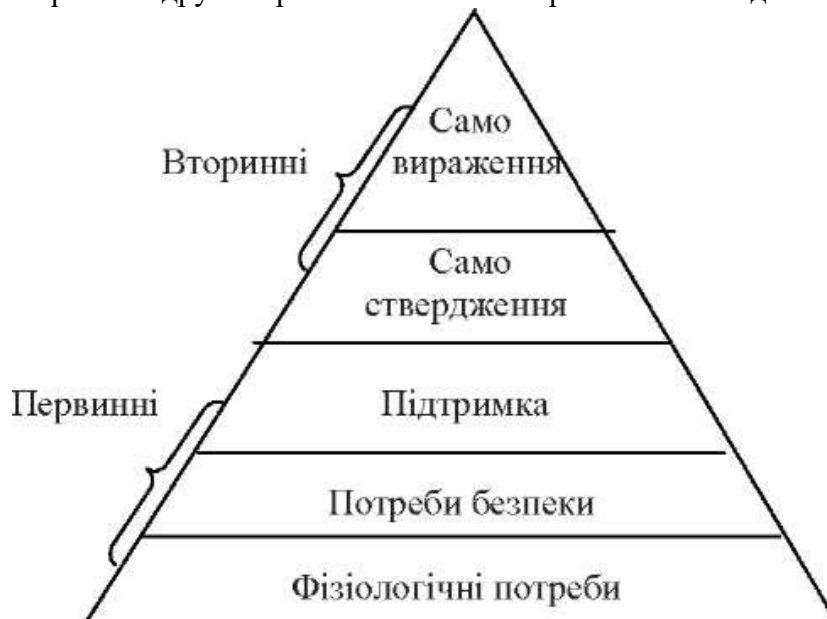 Само
Вторинні вираження
Само
ствердження
Первинні Підтримка
Потреби безпеки
Фізіологічні потреби